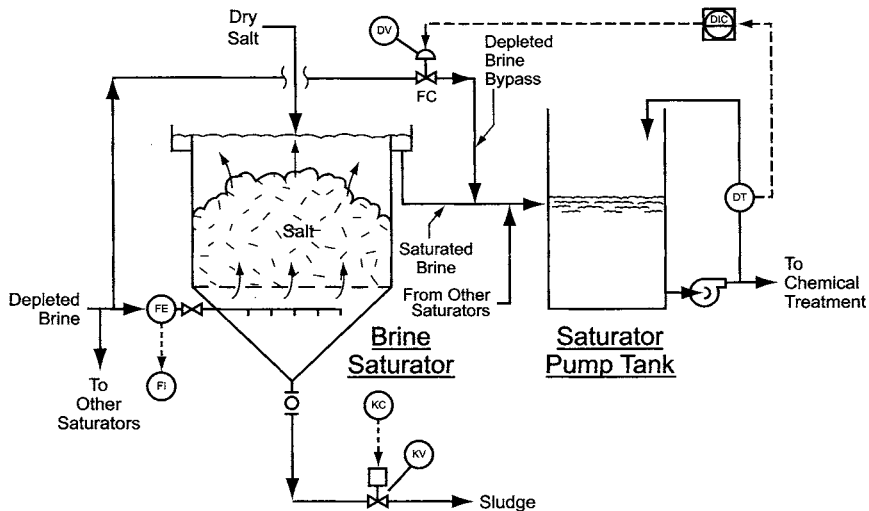 Dry
Salt
DV
DIC
Depleted
Brine
Bypass
FC
Salt
DT
Saturated
Brine
To
Chemical
Treatment
From Other
Saturators
Depleted
Brine
FE
Brine
Saturator
Saturator
Pump Tank
FI
To
Other
Saturators
KC
KV
Sludge